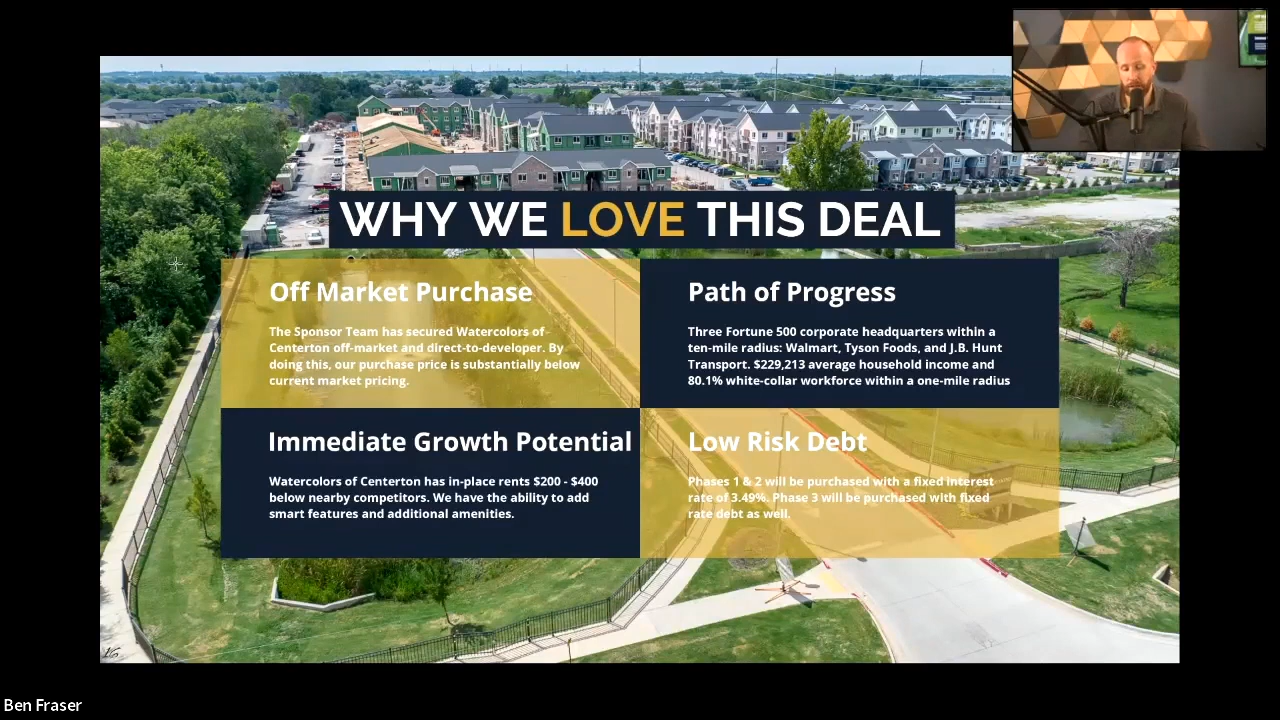 WHY WE LOVE THIS DEAL
Off Market Purchase
The Sponsor Team has secured Watercolors of
Centerton off-market and direct-to-developer. By
doing this, our purchase price is substantially below
current market pricing.
Path of Progress
Three Fortune 500 corporate headquarters within a
ten-mile radius: Walmart, Tyson Foods, and J.B. Hunt
Transport. $229,213 average household income and
80.1% white-collar workforce within a one-mile radius
Immediate Growth Potential
Watercolors of Centerton has in-place rents $200 - $400
below nearby competitors. We have the ability to add
smart features and additional amenities.
Low Risk Debt
Phases 1 & 2 will be purchased with a fixed interest
rate of 3.49%. Phase 3 will be purchased with fixed
rate debt as well.
Ben Fraser